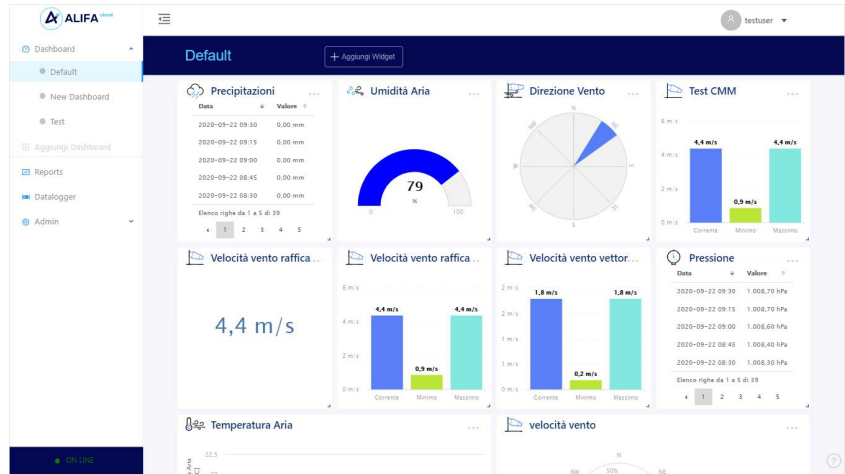 ALIFA cloud
testuser
Dashboard
Default
New Dashboard
Test
Aggiungi Dashboard
Reports
Datalogger
Admin
ON LINE
Default
+ Aggiungi Widget
Precipitazioni ...
Data Valore
2020-09-22 09:30 0,00 mm
2020-09-22 09:15 0,00 mm
2020-09-22 09:00 0,00 mm
2020-09-22 08:45 0,00 mm
2020-09-22 08:30 0,00 mm
Elenco righe da 1 a 5 di 39
‹ 1 2 3 4 5
Umidità Aria ...
79
%
0 100
Direzione Vento ...
N
NW NE
SW SE
S
Test CMM ...
6 m/s
4 m/s
2 m/s
0 m/s
4,4 m/s
0,9 m/s
4,4 m/s
Corrente Minimo Massimo
Velocità vento raffica...
4,4 m/s
Velocità vento raffica...
6 m/s
4 m/s
2 m/s
0 m/s
4,4 m/s
0,9 m/s
4,4 m/s
Corrente Minimo Massimo
Velocità vento vettor...
2 m/s
2 m/s
1 m/s
1 m/s
0 m/s
1,8 m/s
0,2 m/s
1,8 m/s
Corrente Minimo Massimo
Pressione ...
Data Valore
2020-09-22 09:30 1.008,70 hPa
2020-09-22 09:15 1.008,70 hPa
2020-09-22 09:00 1.008,60 hPa
2020-09-22 08:45 1.008,40 hPa
2020-09-22 08:30 1.008,30 hPa
Elenco righe da 1 a 5 di 39
‹ 1 2 3 4 5
Temperatura Aria ...
22.5
velocità vento ...
N
NW 50% NE
?